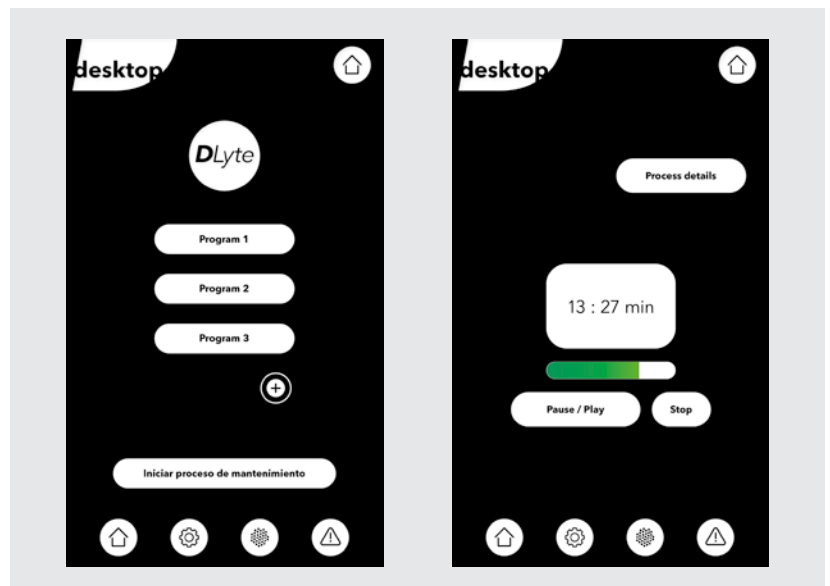 desktop
DLyte
Program 1
Program 2
Program 3
Iniciar proceso de mantenimiento
desktop
Process details
13 : 27 min
Pause / Play
Stop